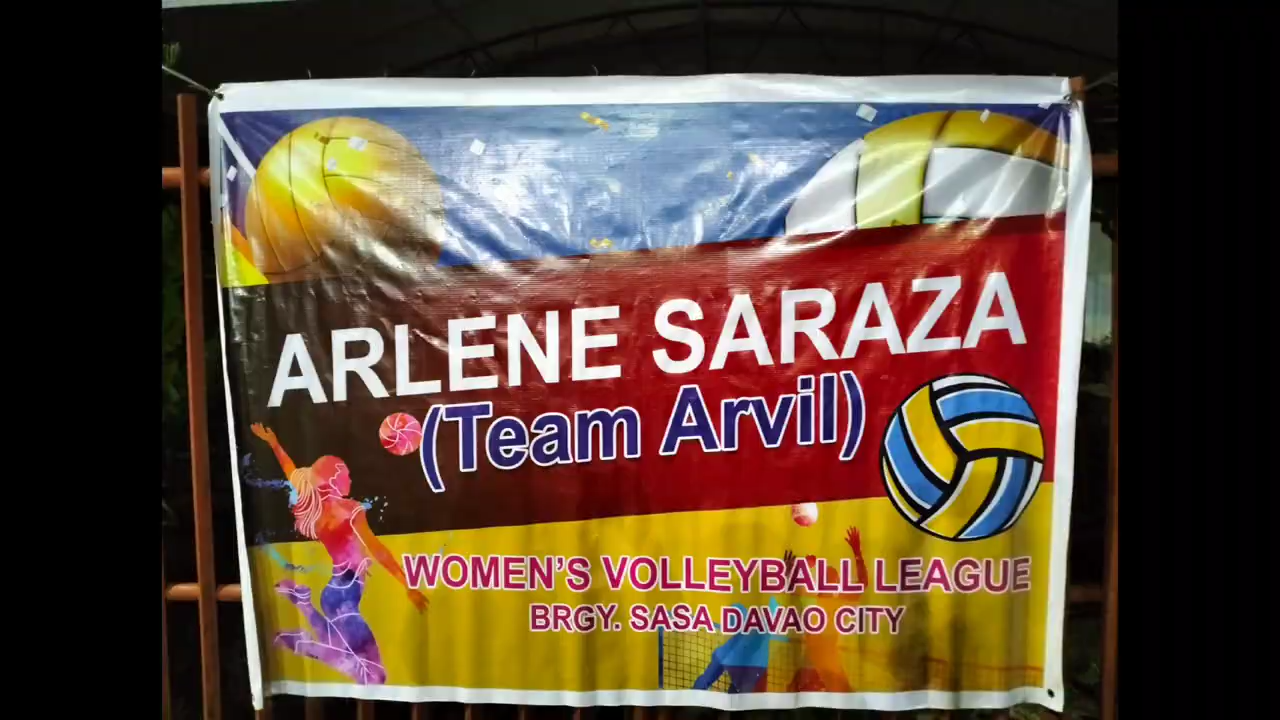 ARLENE SARAZA
(Team Arvil)
WOMEN'S VOLLEYBALL LEAGUE
BRGY. SASA DAVAO CITY